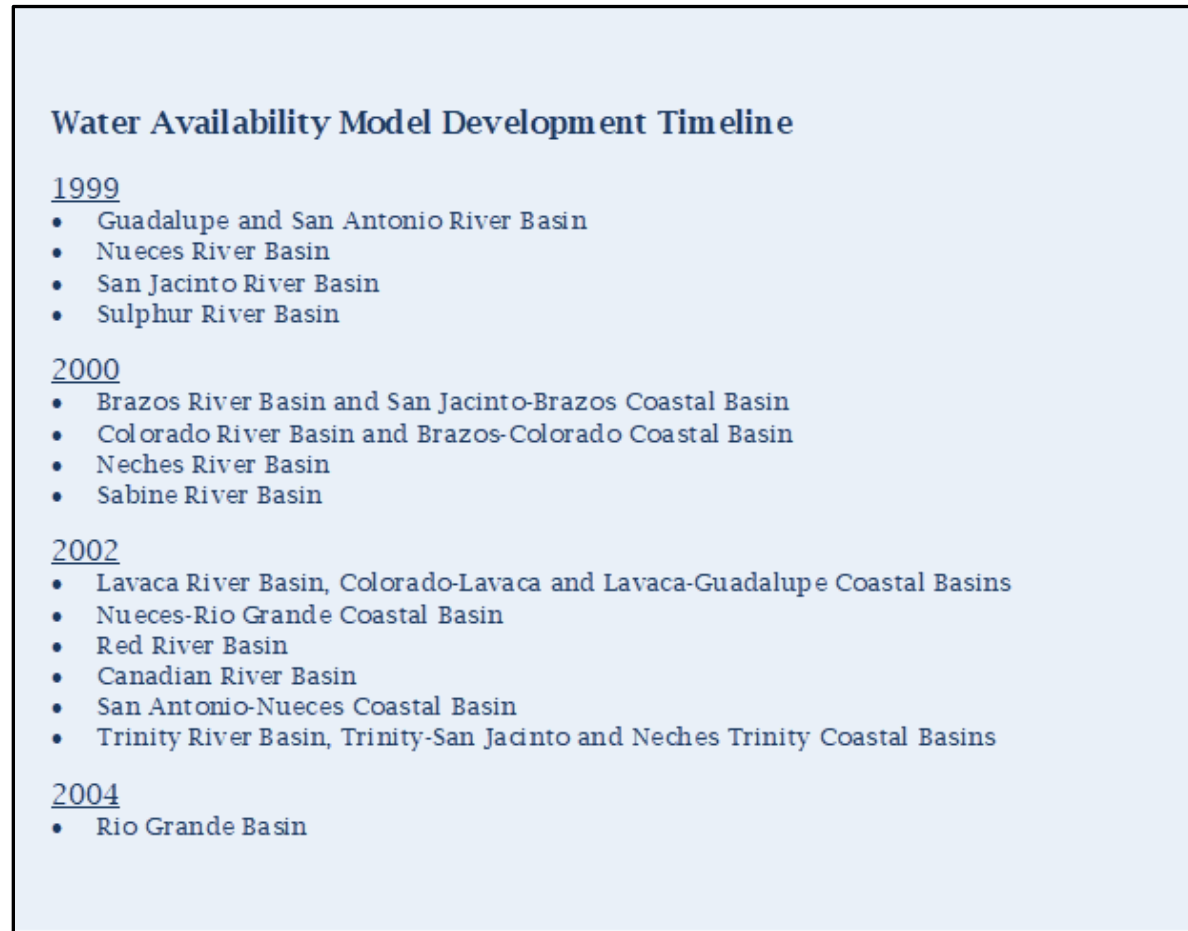 Water Availability Model Development Timeline
1999
• Guadalupe and San Antonio River Basin
• Nueces River Basin
• San Jacinto River Basin
• Sulphur River Basin
2000
• Brazos River Basin and San Jacinto-Brazos Coastal Basin
• Colorado River Basin and Brazos-Colorado Coastal Basin
• Neches River Basin
• Sabine River Basin
2002
• Lavaca River Basin, Colorado-Lavaca and Lavaca-Guadalupe Coastal Basins
• Nueces-Rio Grande Coastal Basin
• Red River Basin
• Canadian River Basin
• San Antonio-Nueces Coastal Basin
• Trinity River Basin, Trinity-San Jacinto and Neches Trinity Coastal Basins
2004
• Rio Grande Basin